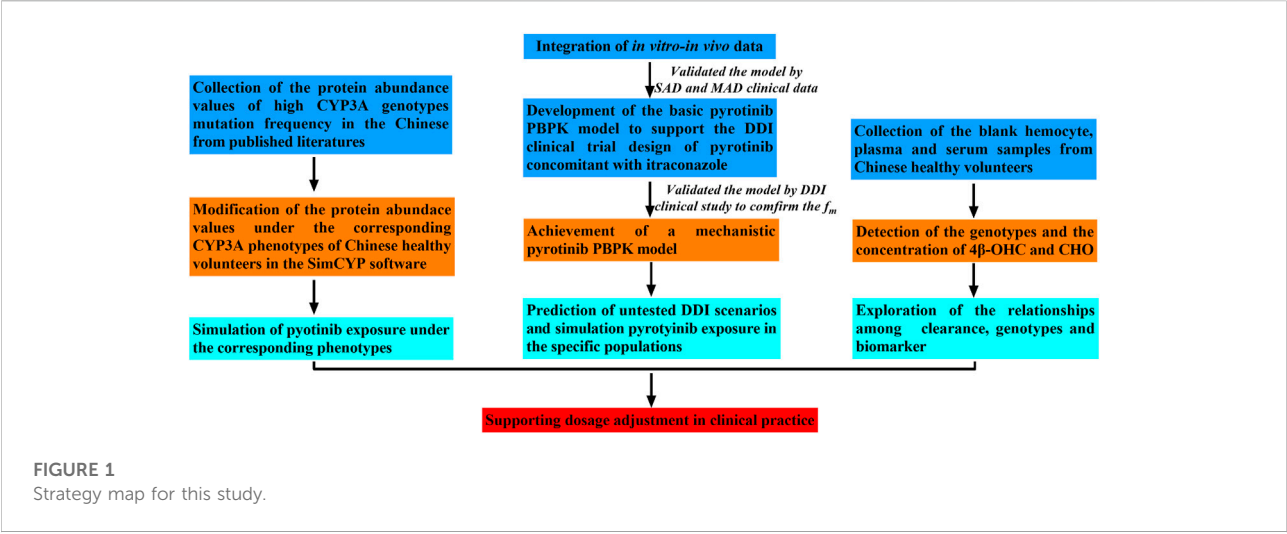 Collection of the protein abundance
values of high CYP3A genotypes
mutation frequency in the Chinese
from published literatures
Modification of the protein abundace
values under the corresponding
CYP3A phenotypes of Chinese healthy
volunteers in the SimCYP software
Simulation of pyotinib exposure under
the corresponding phenotypes
Integration of in vitro-in vivo data
Validated the model by
SAD and MAD clinical data
Development of the basic pyrotinib
PBPK model to support the DDI
clinical trial design of pyrotinib
concomitant with itraconazole
Validated the model by DDI
clinical study to comfirm the fm
Achievement of a mechanistic
pyrotinib PBPK model
Prediction of untested DDI scenarios
and simulation pyrotyinib exposure in
the specific populations
Collection of the blank hemocyte,
plasma and serum samples from
Chinese healthy volunteers
Detection of the genotypes and the
concentration of 4β-OHC and CHO
Exploration of the relationships
among clearance, genotypes and
biomarker
Supporting dosage adjustment in clinical practice
FIGURE 1
Strategy map for this study.